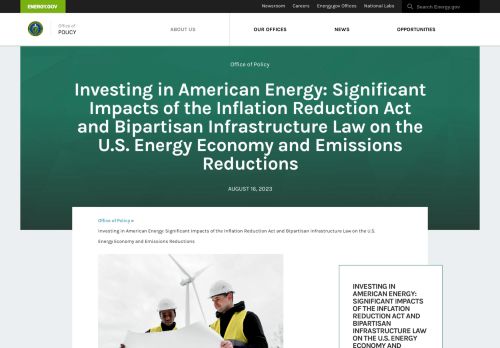 ENERGY.GOV
Newsroom Careers Energy.gov Offices National Labs Search Energy.gov
Office of
POLICY
ABOUT US OUR OFFICES NEWS OPPORTUNITIES
Office of Policy
Investing in American Energy: Significant
Impacts of the Inflation Reduction Act
and Bipartisan Infrastructure Law on the
U.S. Energy Economy and Emissions
Reductions
AUGUST 16, 2023
Office of Policy
Investing in American Energy: Significant Impacts of the Inflation Reduction Act and Bipartisan Infrastructure Law on the U.S.
Energy Economy and Emissions Reductions
INVESTING IN
AMERICAN ENERGY:
SIGNIFICANT IMPACTS
OF THE INFLATION
REDUCTION ACT AND
BIPARTISAN
INFRASTRUCTURE LAW
ON THE U.S. ENERGY
ECONOMY AND